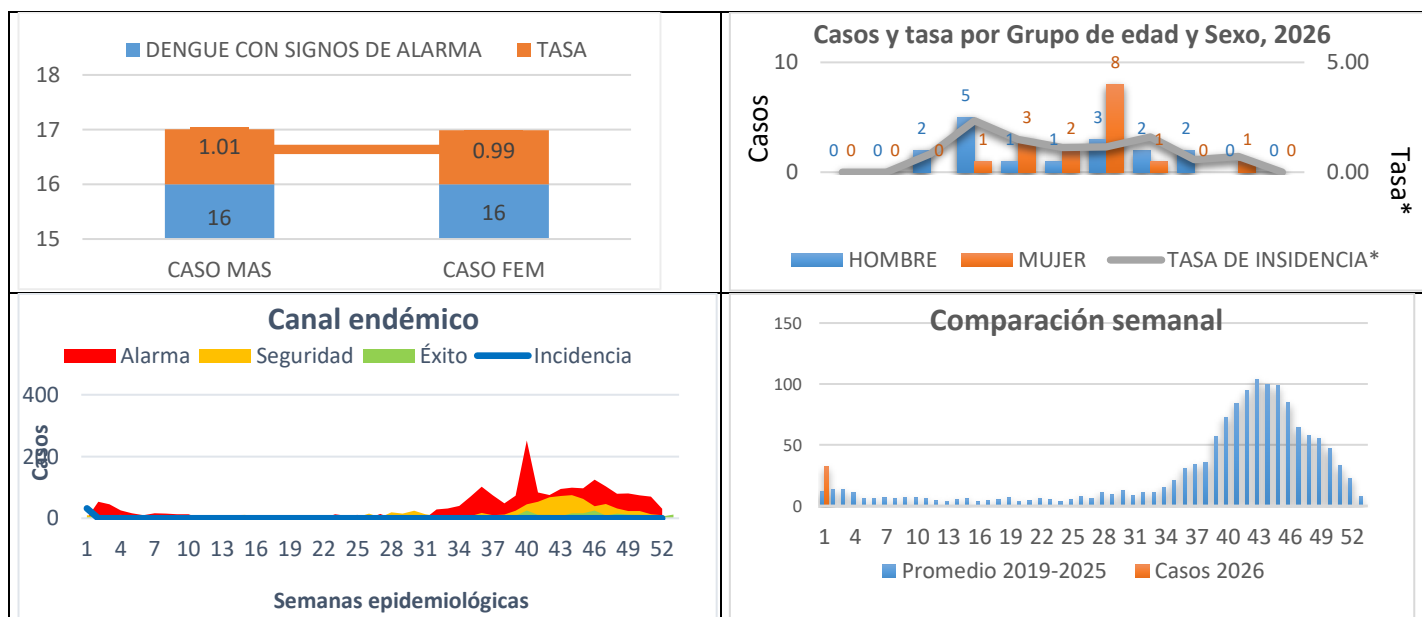 DENGUE CON SIGNOS DE ALARMA TASA
18
17
16
15
1.01
0.99
16
16
CASO MAS CASO FEM
Casos y tasa por Grupo de edad y Sexo, 2026
10
0
Casos
5.00
0.00
Tasa*
0 0 0 0 2 0 5 1 1 3 1 2 3 8 2 1 2 0 0 1 0 0
HOMBRE MUJER TASA DE INSIDENCIA*
Canal endémico
Alarma Seguridad Éxito Incidencia
400
200
0
Casos
1 4 7 10 13 16 19 22 25 28 31 34 37 40 43 46 49 52
Semanas epidemiológicas
Comparación semanal
150
100
50
0
1 4 7 10 13 16 19 22 25 28 31 34 37 40 43 46 49 52
Promedio 2019-2025 Casos 2026